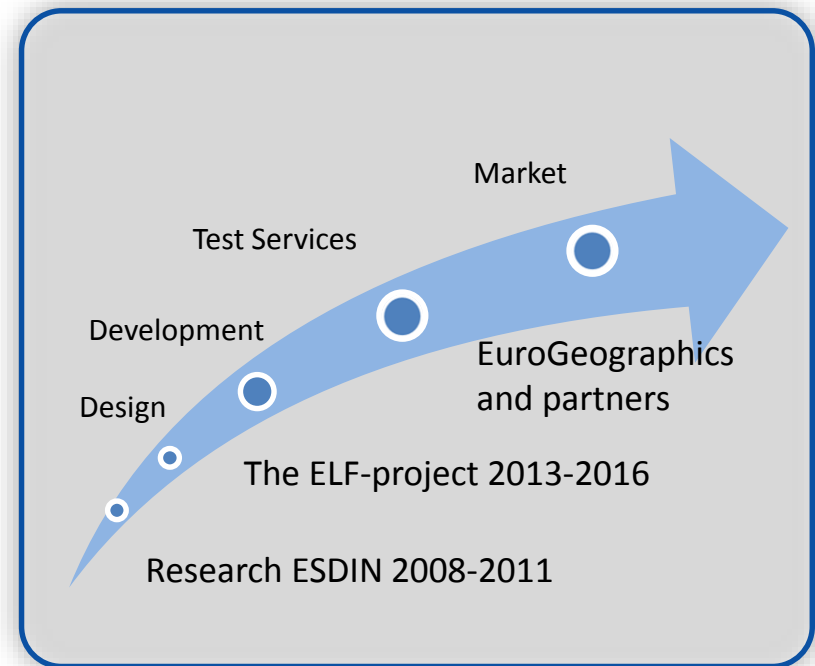 Market
Test Services
Development
EuroGeographics
and partners
Design
The ELF-project 2013-2016
Research ESDIN 2008-2011